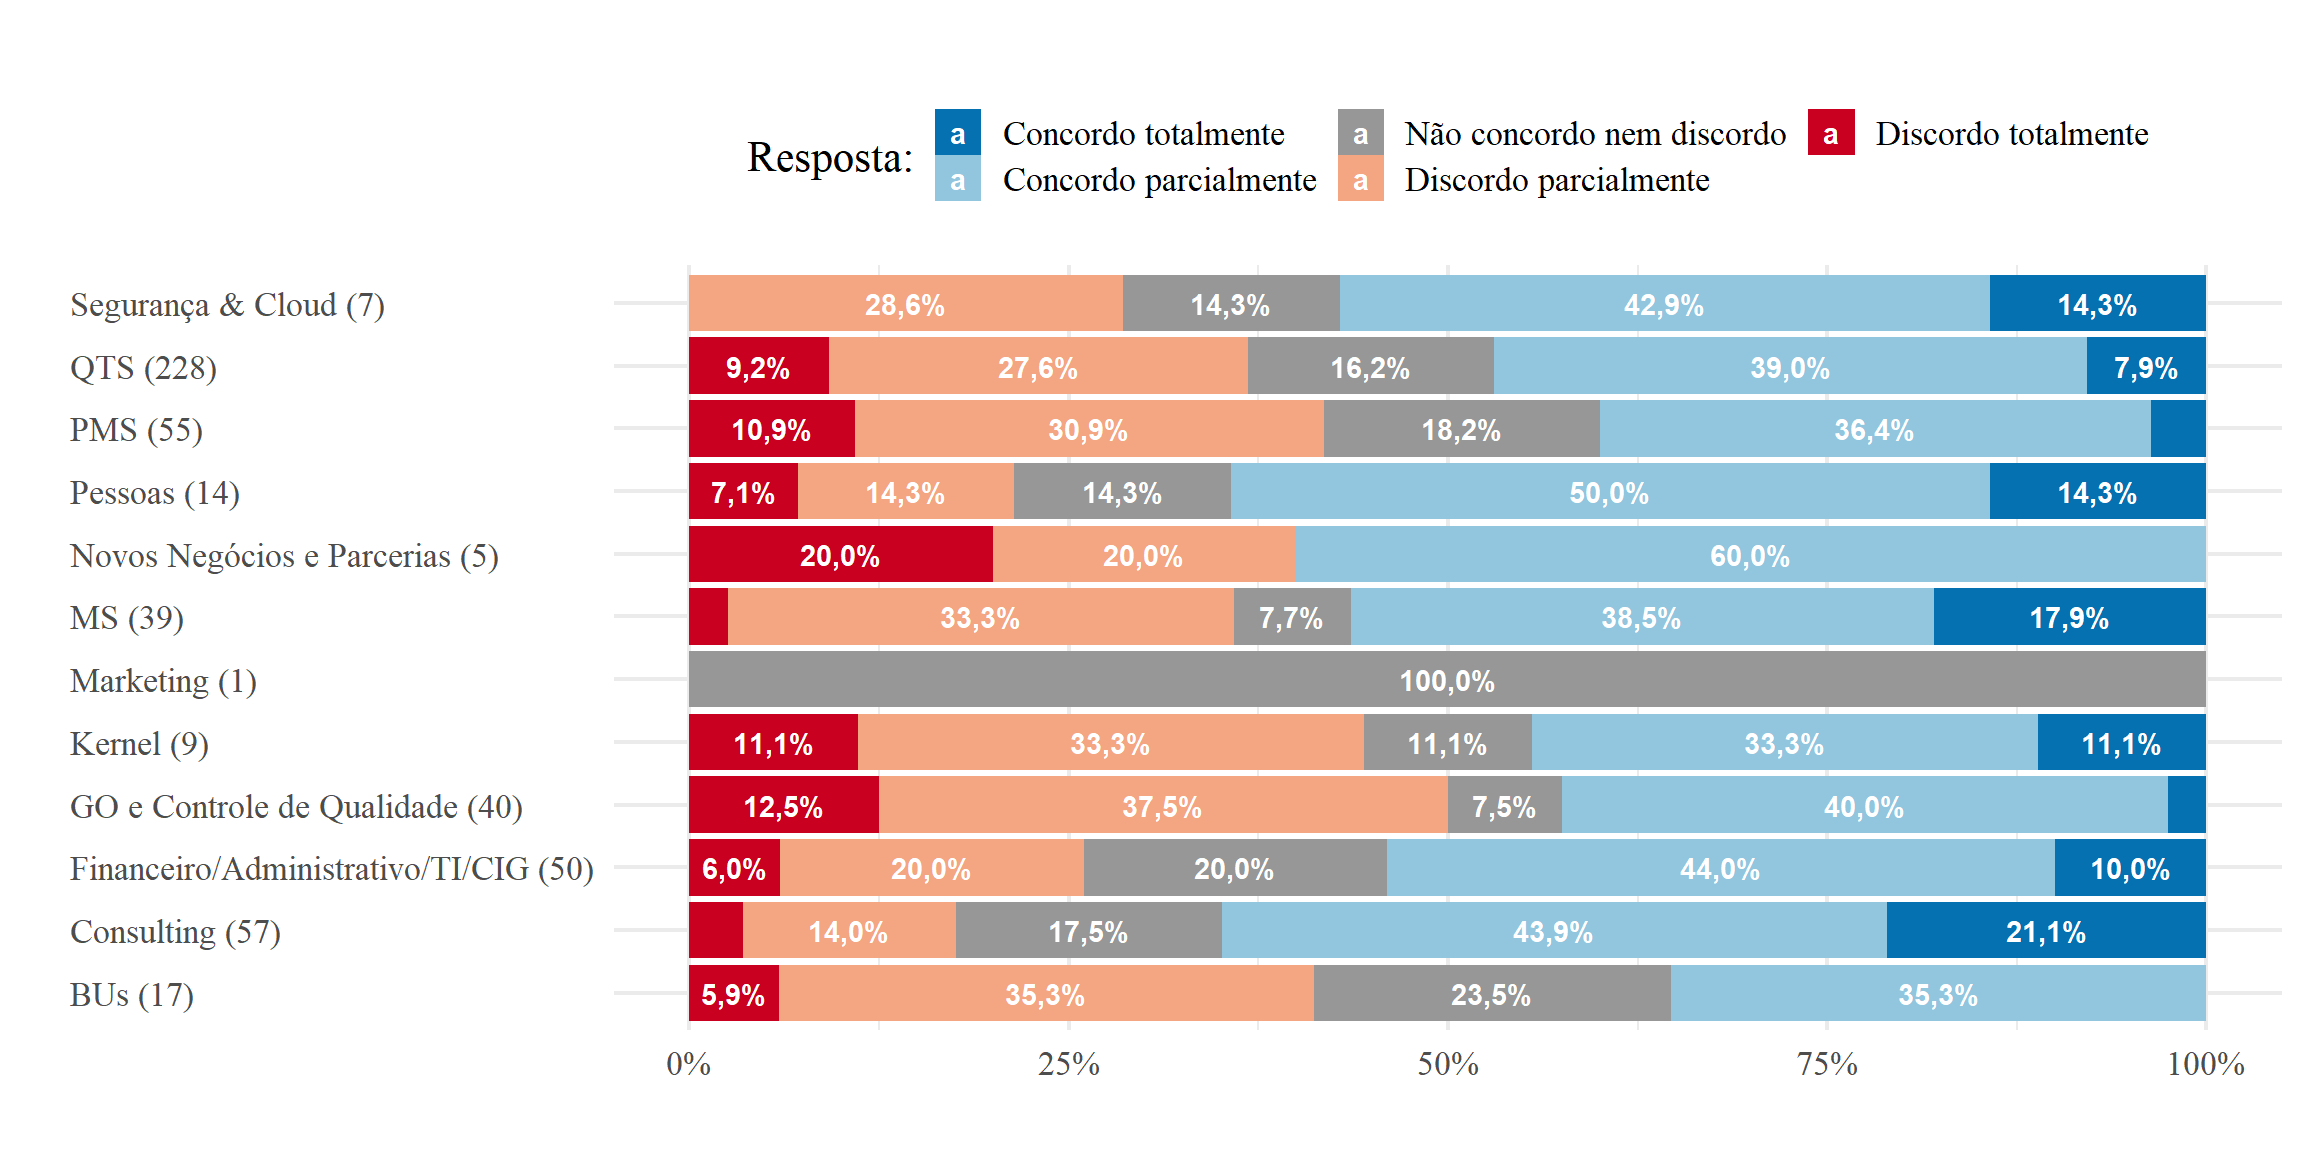 Resposta:
a Concordo totalmente a Não concordo nem discordo a Discordo totalmente
a Concordo parcialmente a Discordo parcialmente
Segurança & Cloud (7) 28,6% 14,3% 42,9% 14,3%
QTS (228) 9,2% 27,6% 16,2% 39,0% 7,9%
PMS (55) 10,9% 30,9% 18,2% 36,4%
Pessoas (14) 7,1% 14,3% 14,3% 50,0% 14,3%
Novos Negócios e Parcerias (5) 20,0% 20,0% 60,0%
MS (39) 33,3% 7,7% 38,5% 17,9%
Marketing (1) 100,0%
Kernel (9) 11,1% 33,3% 11,1% 33,3% 11,1%
GO e Controle de Qualidade (40) 12,5% 37,5% 7,5% 40,0%
Financeiro/Administrativo/TI/CIG (50) 6,0% 20,0% 20,0% 44,0% 10,0%
Consulting (57) 14,0% 17,5% 43,9% 21,1%
BUs (17) 5,9% 35,3% 23,5% 35,3%
0% 25% 50% 75% 100%